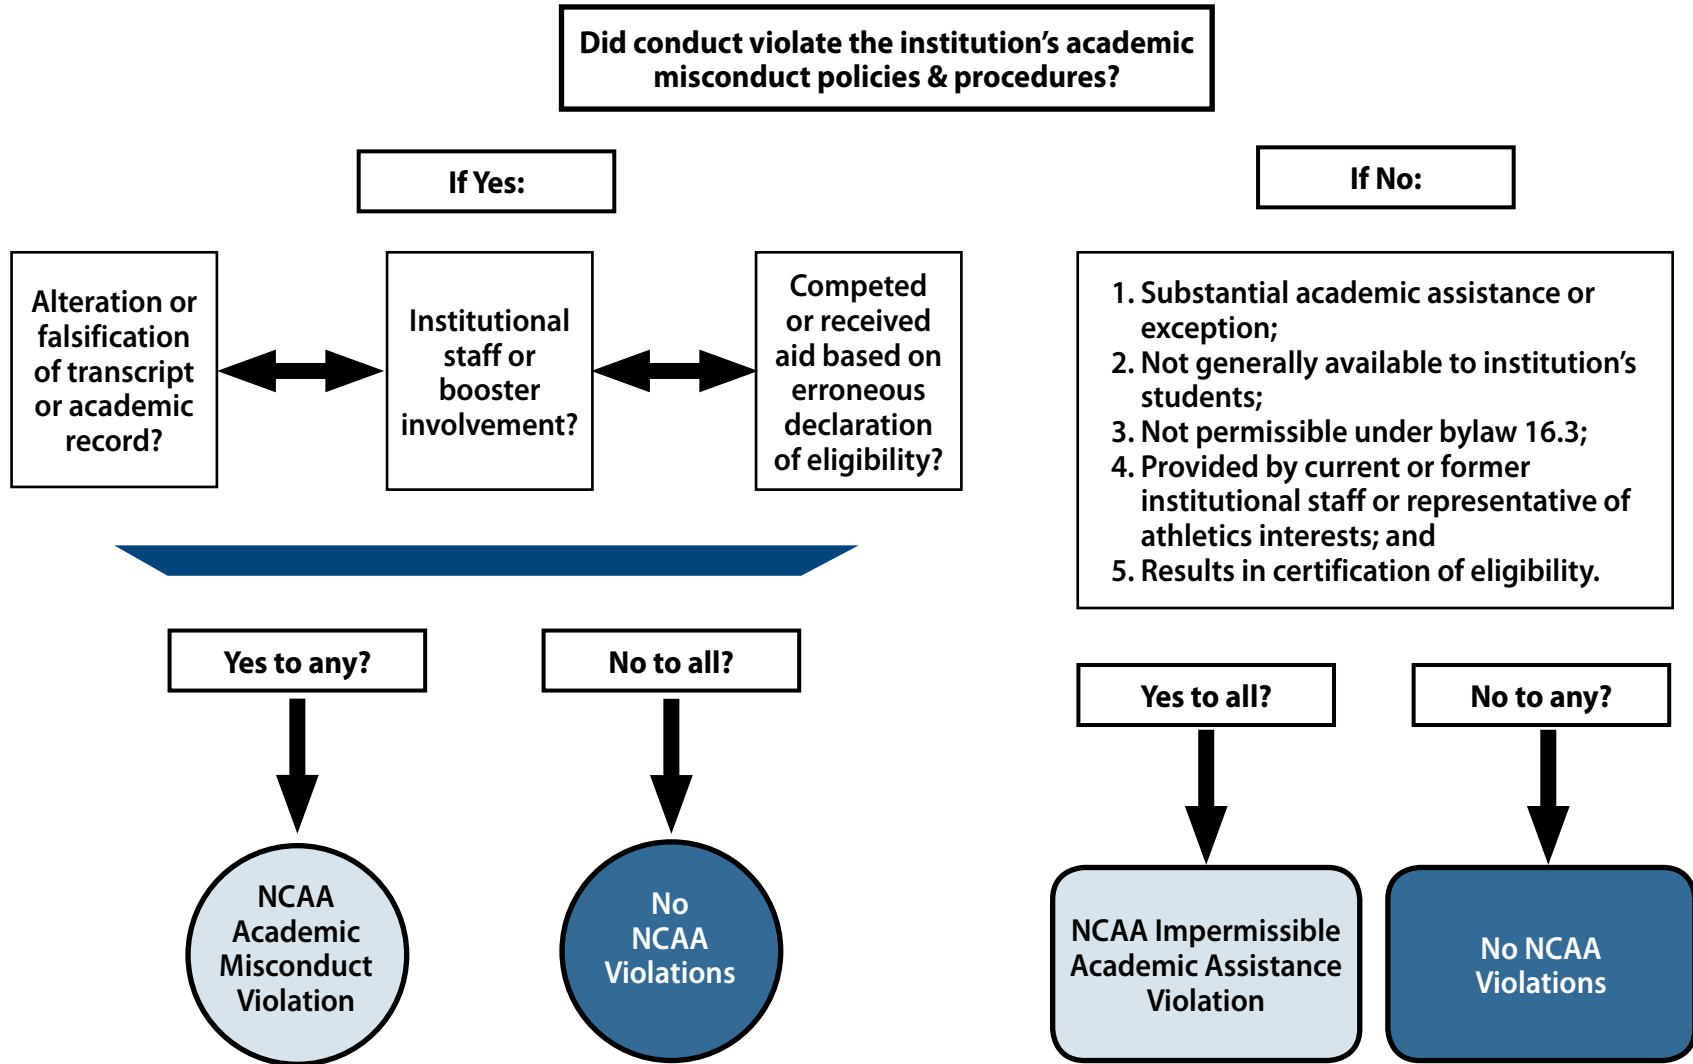 Did conduct violate the institution’s academic
misconduct policies & procedures?
If Yes:
If No:
Alteration or
falsification
of transcript
or academic
record?
Institutional
staff or
booster
involvement?
Competed
or received
aid based on
erroneous
declaration
of eligibility?
1. Substantial academic assistance or
exception;
2. Not generally available to institution’s
students;
3. Not permissible under bylaw 16.3;
4. Provided by current or former
institutional staff or representative of
athletics interests; and
5. Results in certification of eligibility.
Yes to any?
No to all?
Yes to all?
No to any?
NCAA
Academic
Misconduct
Violation
No
NCAA
Violations
NCAA Impermissible
Academic Assistance
Violation
No NCAA
Violations